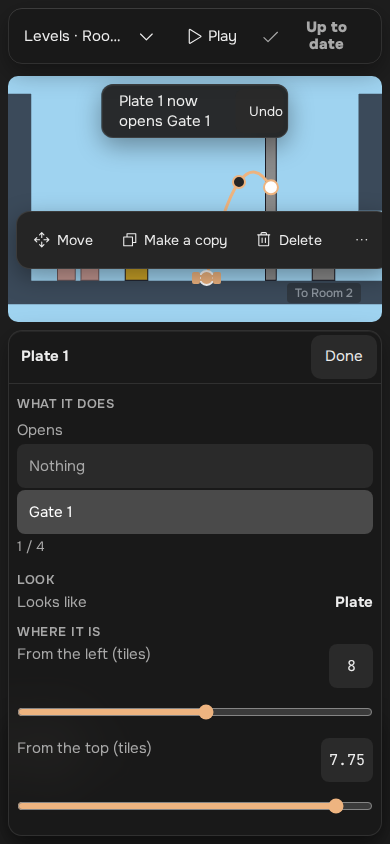 Levels · Roo...
Play
Up to
date
Plate 1 now
opens Gate 1
Undo
Move
Make a copy
Delete
...
To Room 2
Plate 1
Done
WHAT IT DOES
Opens
Nothing
Gate 1
1 / 4
LOOK
Looks like
Plate
WHERE IT IS
From the left (tiles)
8
From the top (tiles)
7.75